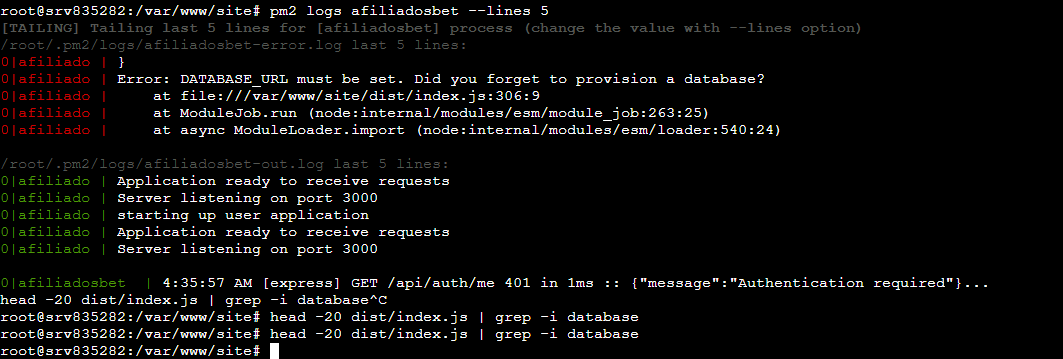 root@srv835282:/var/www/site# pm2 logs afiliadosbet --lines 5
[TAILING] Tailing last 5 lines for [afiliadosbet] process (change the value with --lines option)
/root/.pm2/logs/afiliadosbet-error.log last 5 lines:
0|afiliado | }
0|afiliado | Error: DATABASE_URL must be set. Did you forget to provision a database?
0|afiliado |     at file:///var/www/site/dist/index.js:306:9
0|afiliado |     at ModuleJob.run (node:internal/modules/esm/module_job:263:25)
0|afiliado |     at async ModuleLoader.import (node:internal/modules/esm/loader:540:24)
/root/.pm2/logs/afiliadosbet-out.log last 5 lines:
0|afiliado | Application ready to receive requests
0|afiliado | Server listening on port 3000
0|afiliado | starting up user application
0|afiliado | Application ready to receive requests
0|afiliado | Server listening on port 3000
0|afiliadosbet  | 4:35:57 AM [express] GET /api/auth/me 401 in 1ms :: {"message":"Authentication required"}...
head -20 dist/index.js | grep -i database^C
root@srv835282:/var/www/site# head -20 dist/index.js | grep -i database
root@srv835282:/var/www/site# head -20 dist/index.js | grep -i database
root@srv835282:/var/www/site#